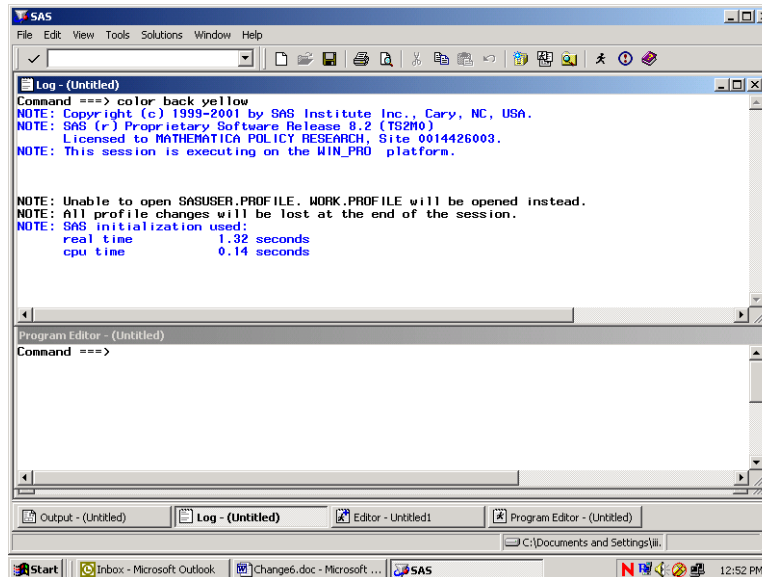 SAS
File Edit View Tools Solutions Window Help
Log - (Untitled)
Command ===> color back yellow
NOTE: Copyright (c) 1999-2001 by SAS Institute Inc., Cary, NC, USA.
NOTE: SAS (r) Proprietary Software Release 8.2 (TS2M0)
Licensed to MATHEMATICA POLICY RESEARCH, Site 0014426003.
NOTE: This session is executing on the WIN_PRO platform.
NOTE: Unable to open SASUSER.PROFILE. WORK.PROFILE will be opened instead.
NOTE: All profile changes will be lost at the end of the session.
NOTE: SAS initialization used:
real time 1.32 seconds
cpu time 0.14 seconds
Program Editor - (Untitled)
Command ===>
Output - (Untitled) Log - (Untitled) Editor - Untitled1 Program Editor - (Untitled)
C:\Documents and Settings\iii.
Start Inbox - Microsoft Outlook Change6.doc - Microsoft ... SAS N 12:52 PM